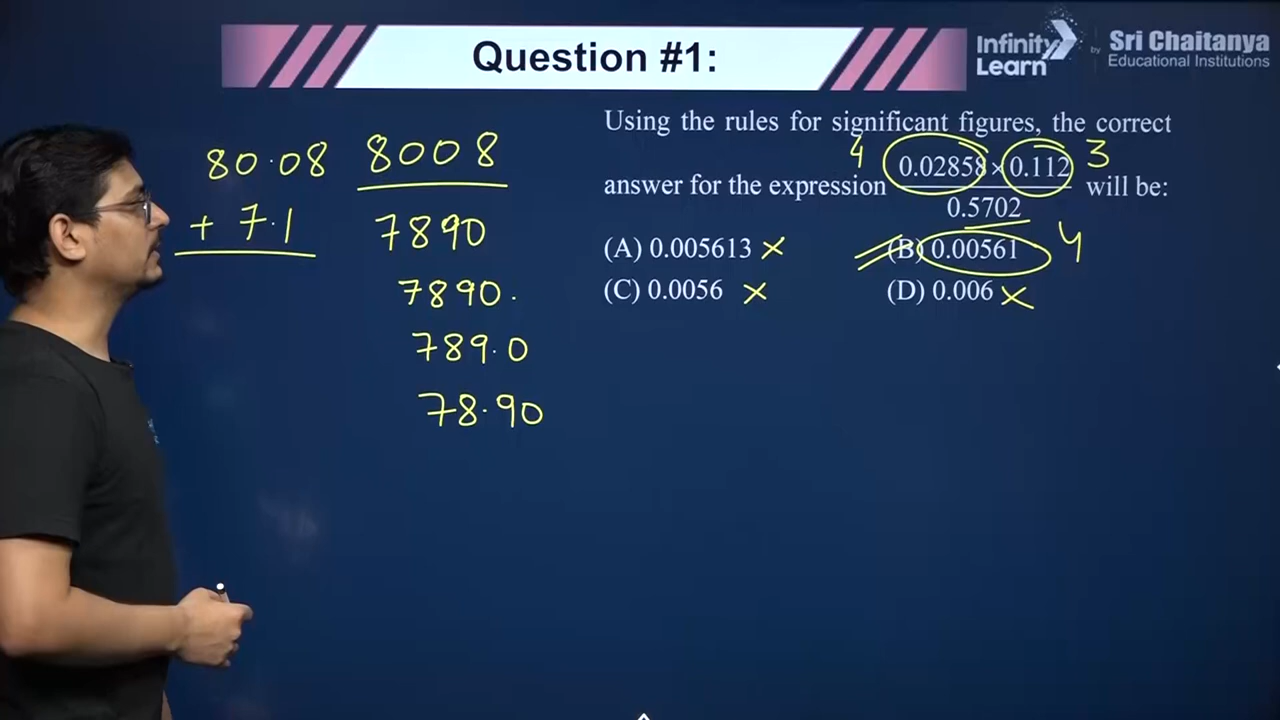 Question #1:
Infinity Learn by Sri Chaitanya Educational Institutions
Using the rules for significant figures, the correct
answer for the expression 0.02858 × 0.112 / 0.5702 will be:
4
3
4
(A) 0.005613 ×
(B) 0.00561
(C) 0.0056 ×
(D) 0.006 ×
80.08
+ 7.1
8008
7890
7890.
789.0
78.90